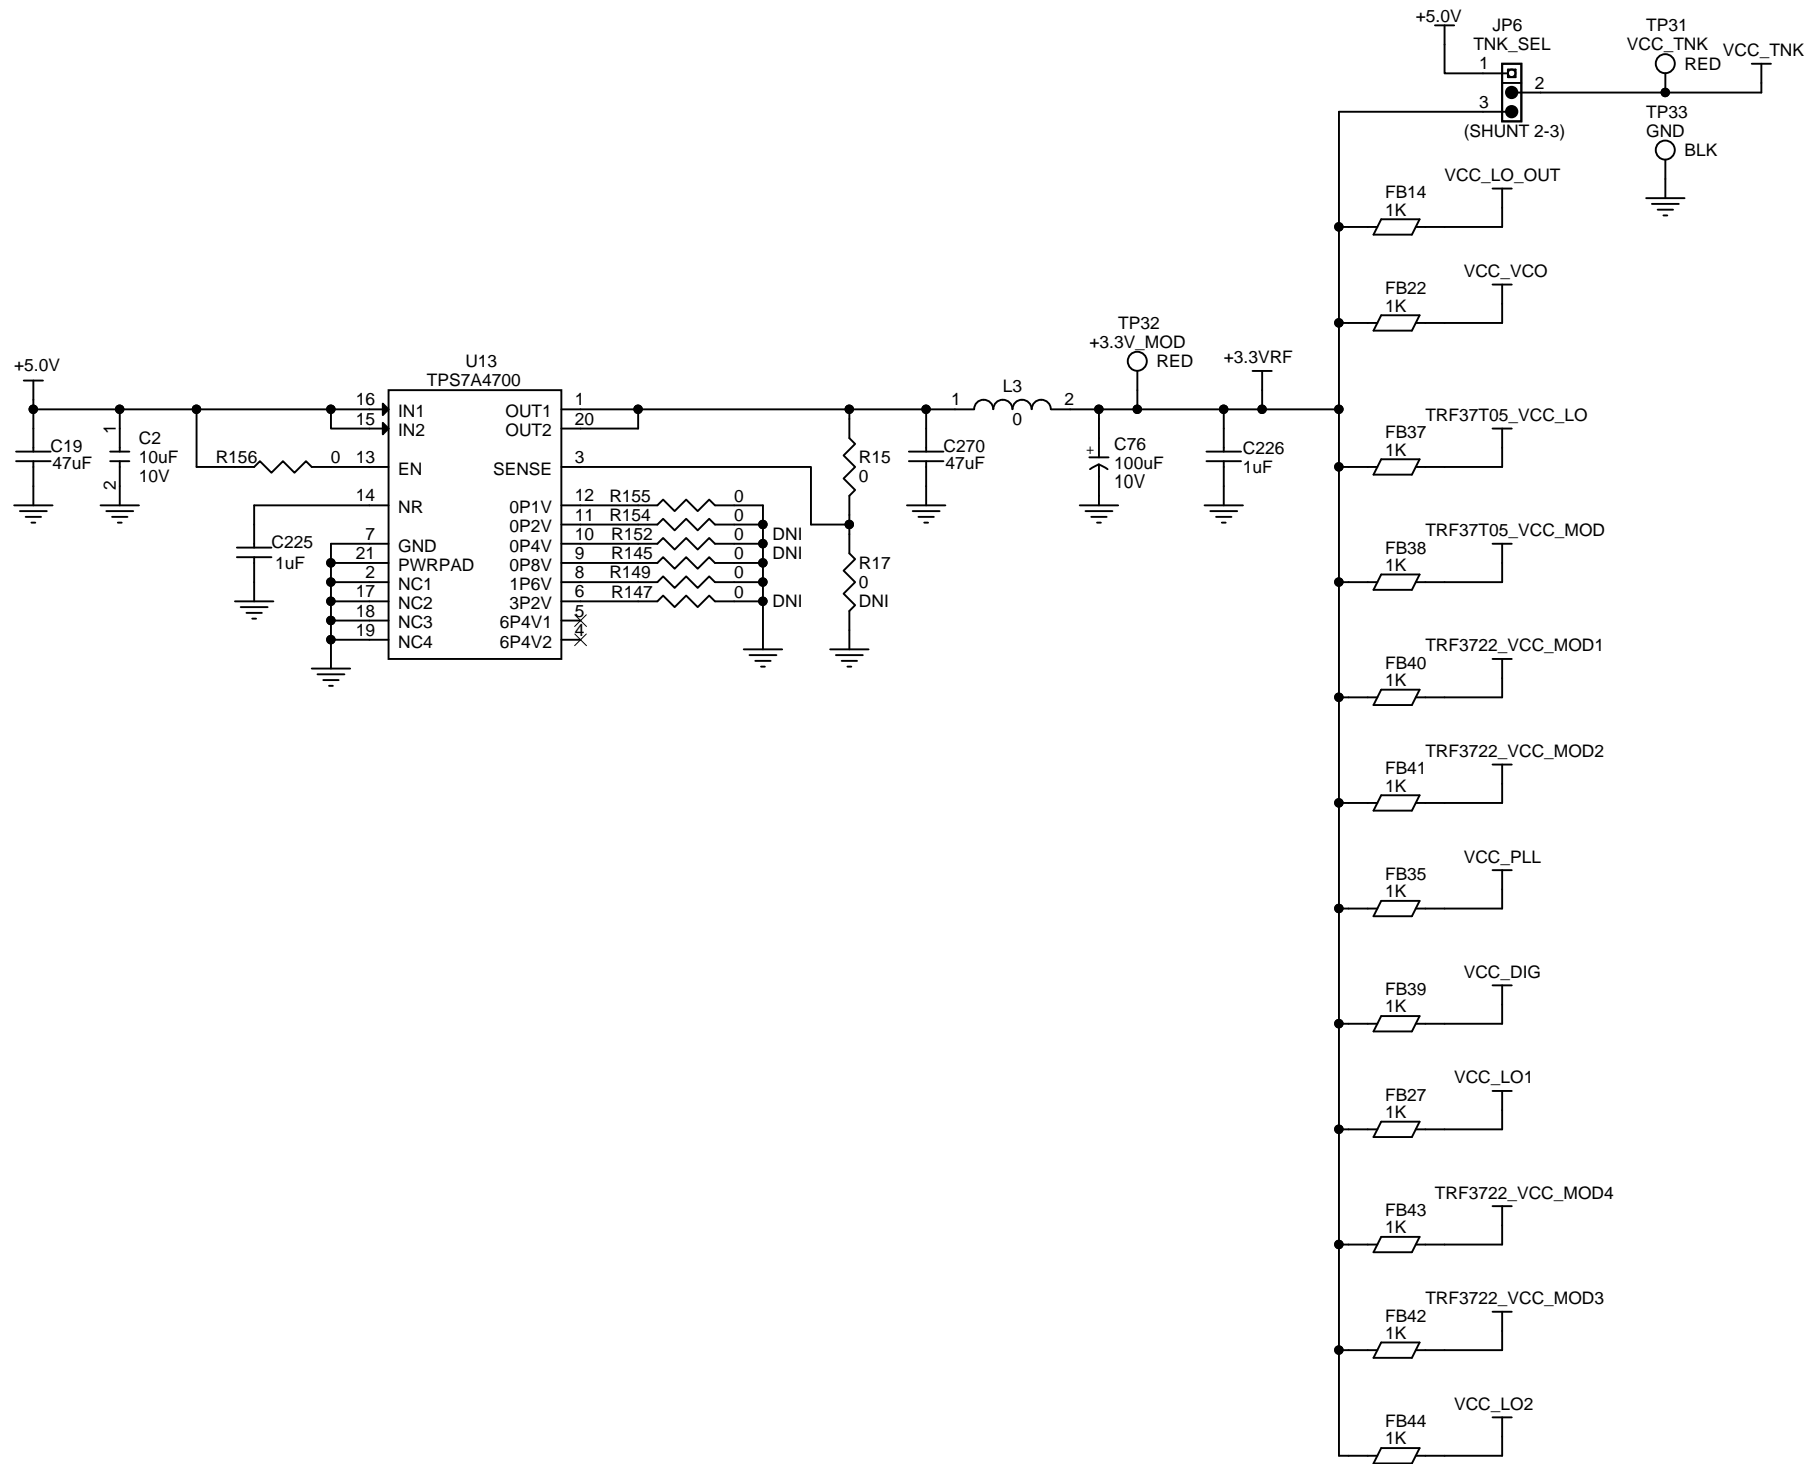 +5.0V
JP6
TNK_SEL
1
2
3
(SHUNT 2-3)
TP31
VCC_TNK
RED
VCC_TNK
TP33
GND
BLK
VCC_LO_OUT
FB14
1K
VCC_VCO
FB22
1K
TP32
+3.3V_MOD
RED
+3.3VRF
+5.0V
U13
TPS7A4700
C19
47uF
1
C2
10uF
10V
2
R156
0
C225
1uF
16
IN1
15
IN2
13
EN
14
NR
7
GND
21
PWRPAD
2
NC1
17
NC2
18
NC3
19
NC4
OUT1
1
OUT2
20
SENSE
3
0P1V
12
R155
0
0P2V
11
R154
0
DNI
0P4V
10
R152
0
DNI
0P8V
9
R145
0
1P6V
8
R149
0
3P2V
6
R147
0
DNI
6P4V1
5
6P4V2
4
R15
0
R17
0
DNI
C270
47uF
1
L3
0
2
+
C76
100uF
10V
C226
1uF
TRF37T05_VCC_LO
FB37
1K
TRF37T05_VCC_MOD
FB38
1K
TRF3722_VCC_MOD1
FB40
1K
TRF3722_VCC_MOD2
FB41
1K
VCC_PLL
FB35
1K
VCC_DIG
FB39
1K
VCC_LO1
FB27
1K
TRF3722_VCC_MOD4
FB43
1K
TRF3722_VCC_MOD3
FB42
1K
VCC_LO2
FB44
1K